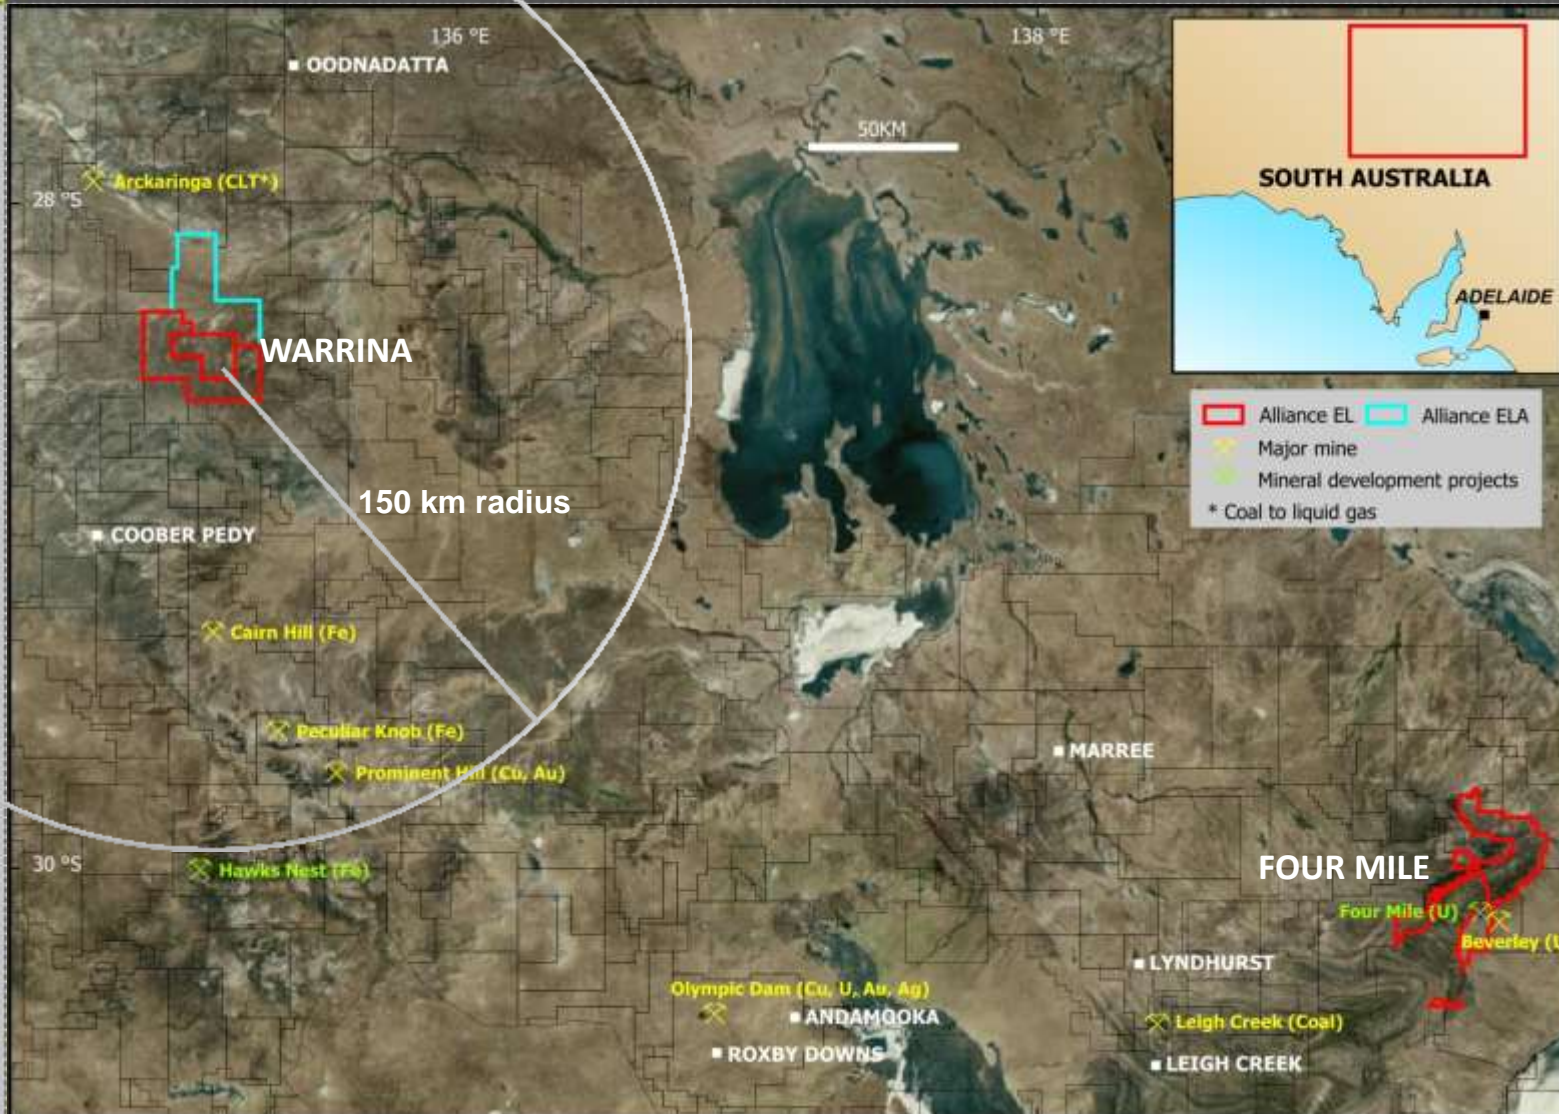 136 °E
138 °E
OODNADATTA
50KM
Arckaringa (CLT*)
28 °S
SOUTH AUSTRALIA
ADELAIDE
WARRINA
Alliance EL
Alliance ELA
Major mine
Mineral development projects
* Coal to liquid gas
150 km radius
COOBER PEDY
Cairn Hill (Fe)
Peculiar Knob (Fe)
Prominent Hill (Cu, Au)
MARREE
30 °S
Hawks Nest (Fe)
FOUR MILE
Four Mile (U)
Beverley (U
LYNDHURST
Olympic Dam (Cu, U, Au, Ag)
ANDAMOOKA
Leigh Creek (Coal)
ROXBY DOWNS
LEIGH CREEK